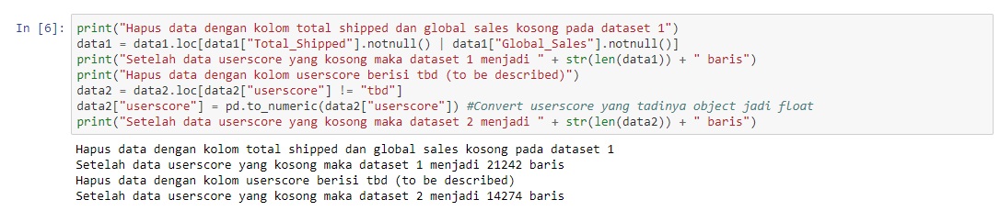 In [6]: print("Hapus data dengan kolom total shipped dan global sales kosong pada dataset 1")
data1 = data1.loc[data1["Total_Shipped"].notnull() | data1["Global_Sales"].notnull()]
print("Setelah data userscore yang kosong maka dataset 1 menjadi " + str(len(data1)) + " baris")
print("Hapus data dengan kolom userscore berisi tbd (to be described)")
data2 = data2.loc[data2["userscore"] != "tbd"]
data2["userscore"] = pd.to_numeric(data2["userscore"]) #Convert userscore yang tadinya object jadi float
print("Setelah data userscore yang kosong maka dataset 2 menjadi " + str(len(data2)) + " baris")
Hapus data dengan kolom total shipped dan global sales kosong pada dataset 1
Setelah data userscore yang kosong maka dataset 1 menjadi 21242 baris
Hapus data dengan kolom userscore berisi tbd (to be described)
Setelah data userscore yang kosong maka dataset 2 menjadi 14274 baris